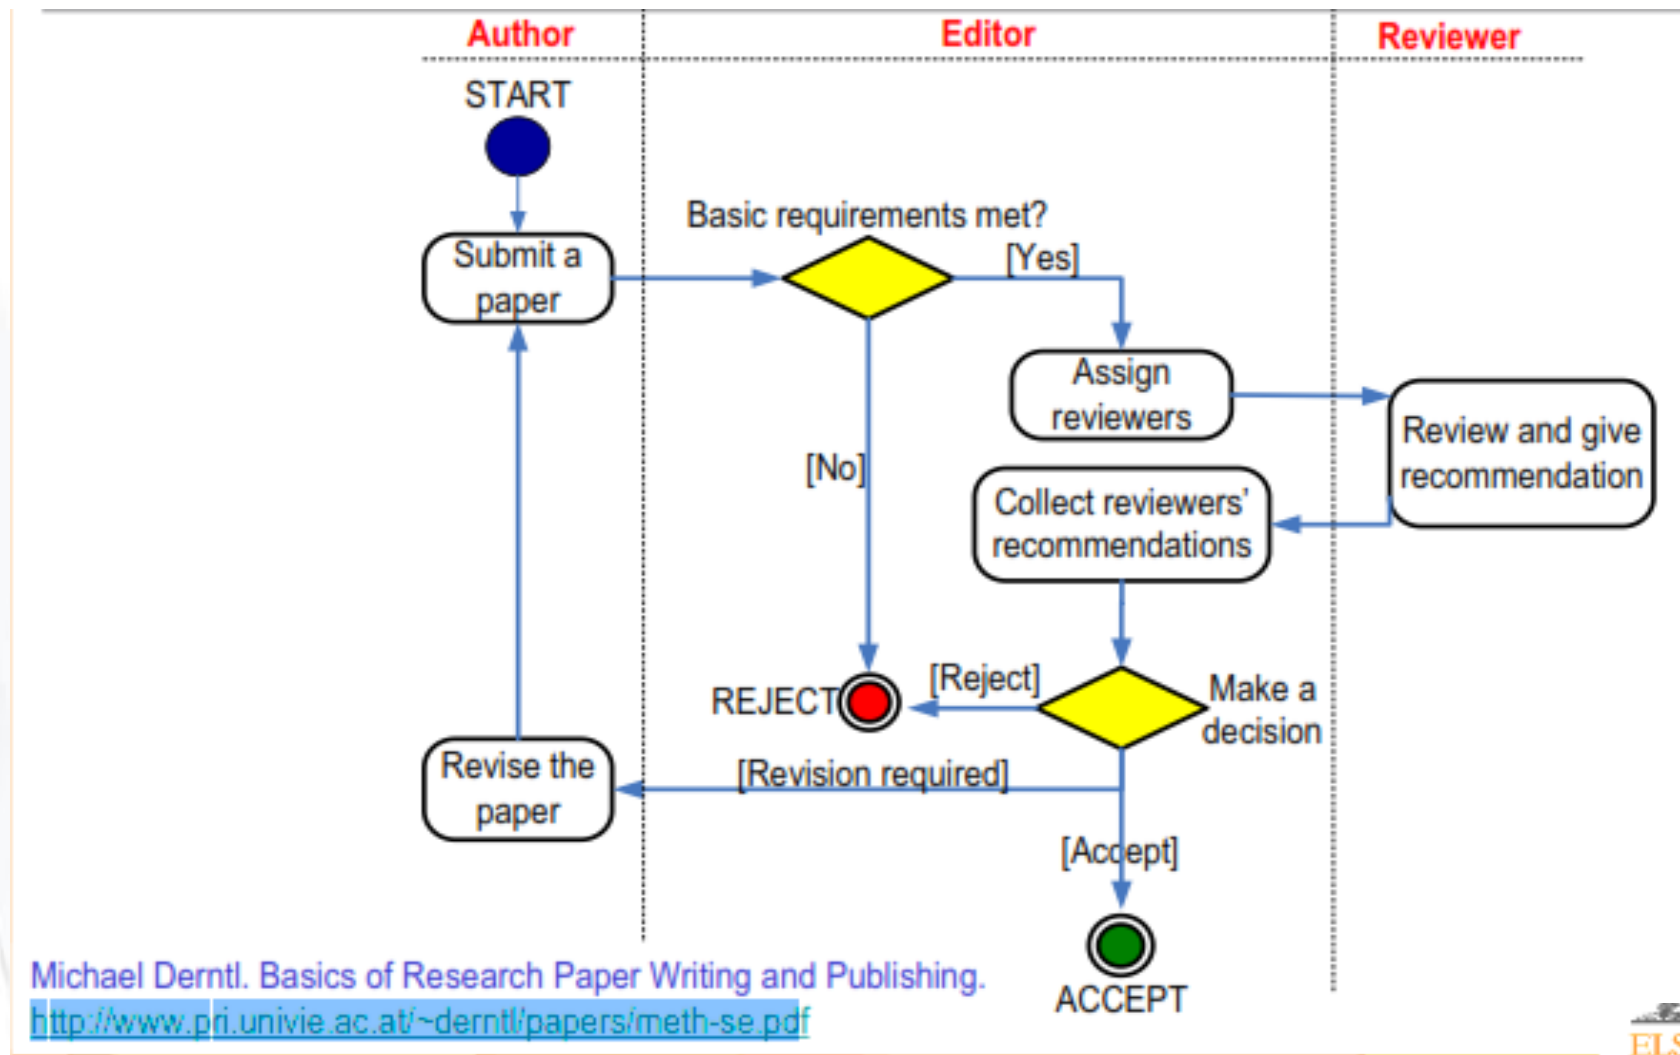 Author
Editor
Reviewer
START
Submit a
paper
Basic requirements met?
[Yes]
[No]
Assign
reviewers
Review and give
recommendation
Collect reviewers'
recommendations
Make a
decision
[Reject]
REJECT
[Revision required]
Revise the
paper
[Accept]
ACCEPT
Michael Derntl. Basics of Research Paper Writing and Publishing.
http://www.pri.univie.ac.at/~derntl/papers/meth-se.pdf